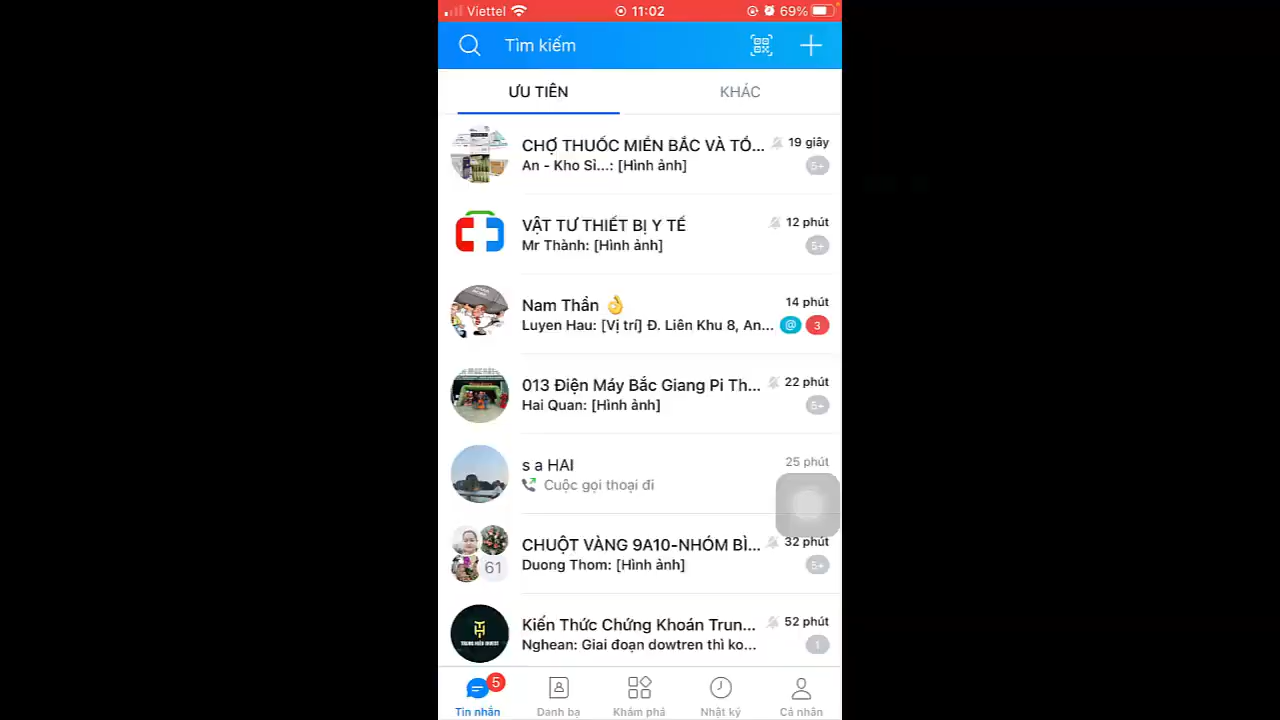 Viettel 11:02 69%
Tìm kiếm
ƯU TIÊN KHÁC
CHỢ THUỐC MIỀN BẮC VÀ TỔ... 19 giây
An - Kho Sỉ...: [Hình ảnh] 5+
VẬT TƯ THIẾT BỊ Y TẾ 12 phút
Mr Thành: [Hình ảnh] 5+
Nam Thần 👌 14 phút
Luyen Hau: [Vị trí] Đ. Liên Khu 8, An... @ 3
013 Điện Máy Bắc Giang Pi Th... 22 phút
Hai Quan: [Hình ảnh] 5+
s a HAI 25 phút
Cuộc gọi thoại đi
CHUỘT VÀNG 9A10-NHÓM BÌ... 32 phút
61
Duong Thom: [Hình ảnh] 5+
Kiến Thức Chứng Khoán Trun... 52 phút
Nghean: Giai đoạn dowtren thì ko... 1
5
Tin nhắn Danh bạ Khám phá Nhật ký Cá nhân